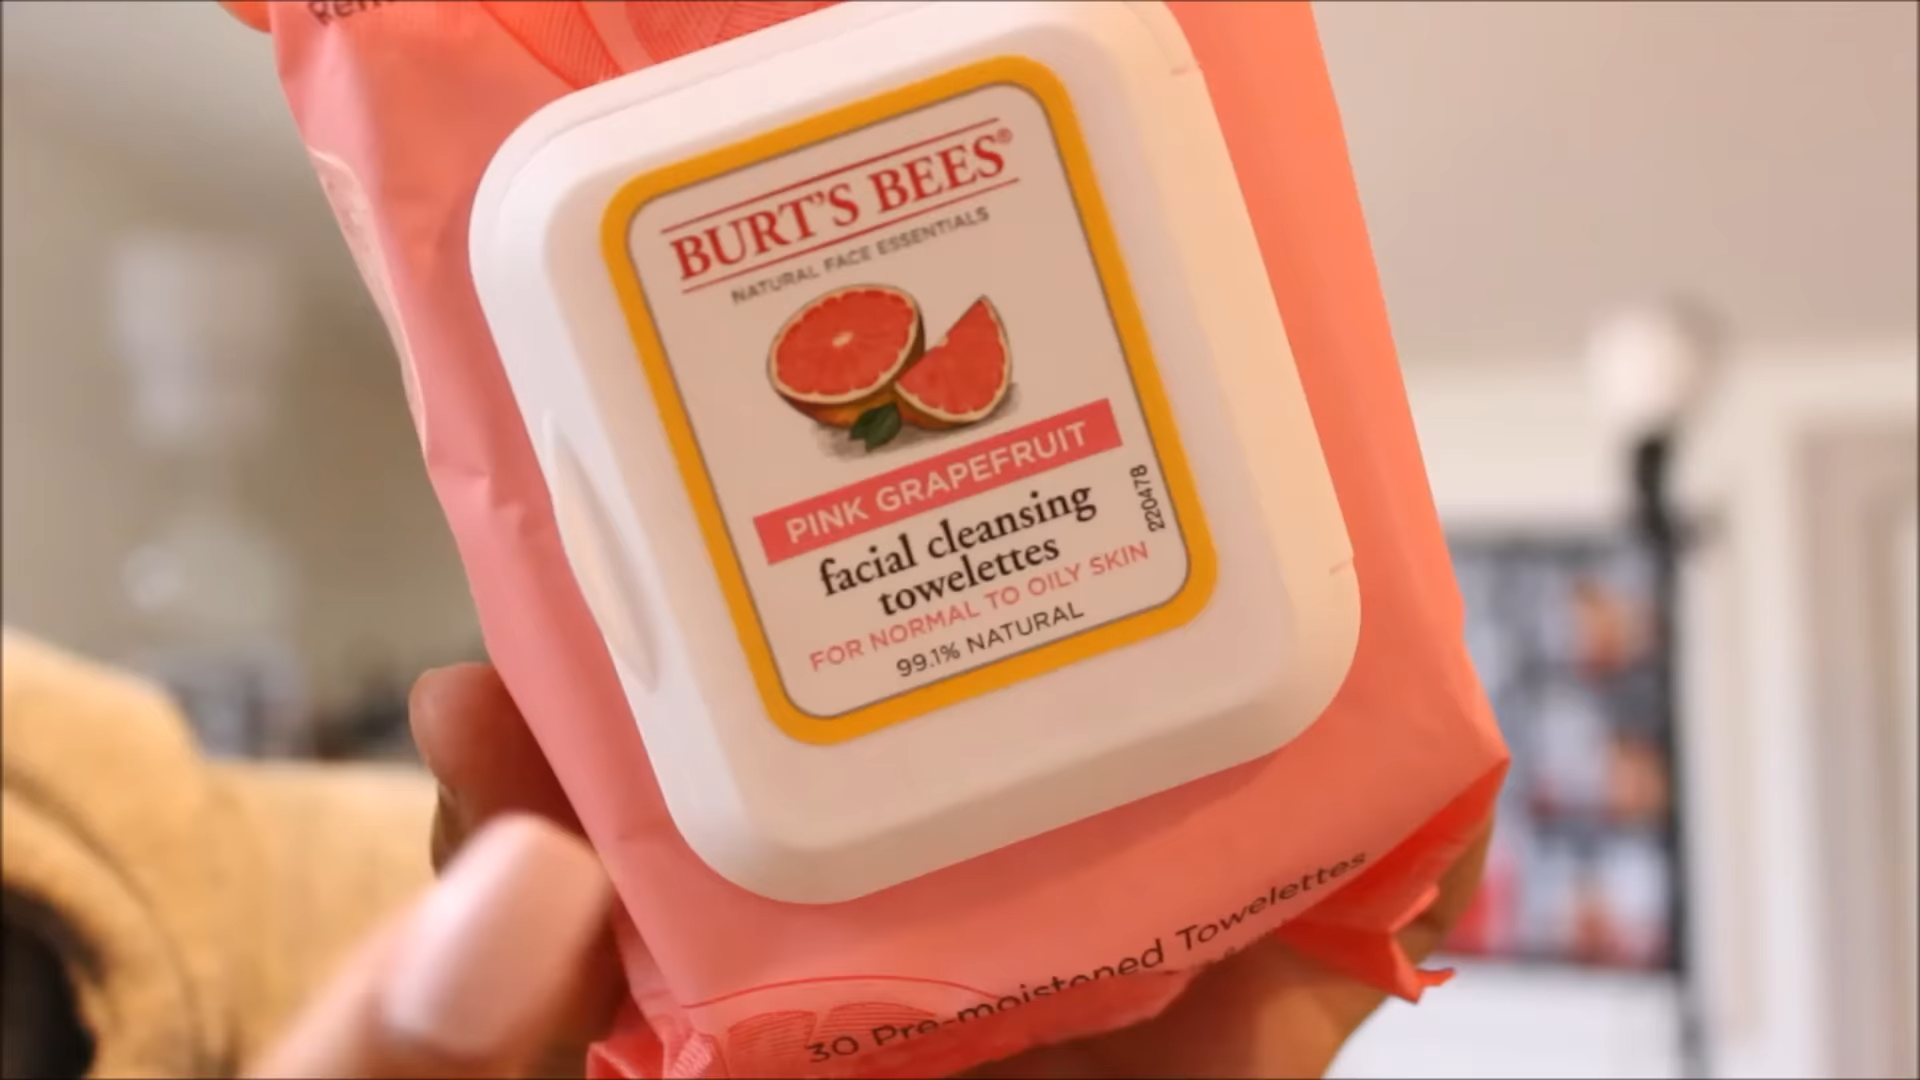 BURT'S BEES®
NATURAL FACE ESSENTIALS
PINK GRAPEFRUIT
facial cleansing
towelettes
220478
FOR NORMAL TO OILY SKIN
99.1% NATURAL
30 Pre-moistened Towelettes